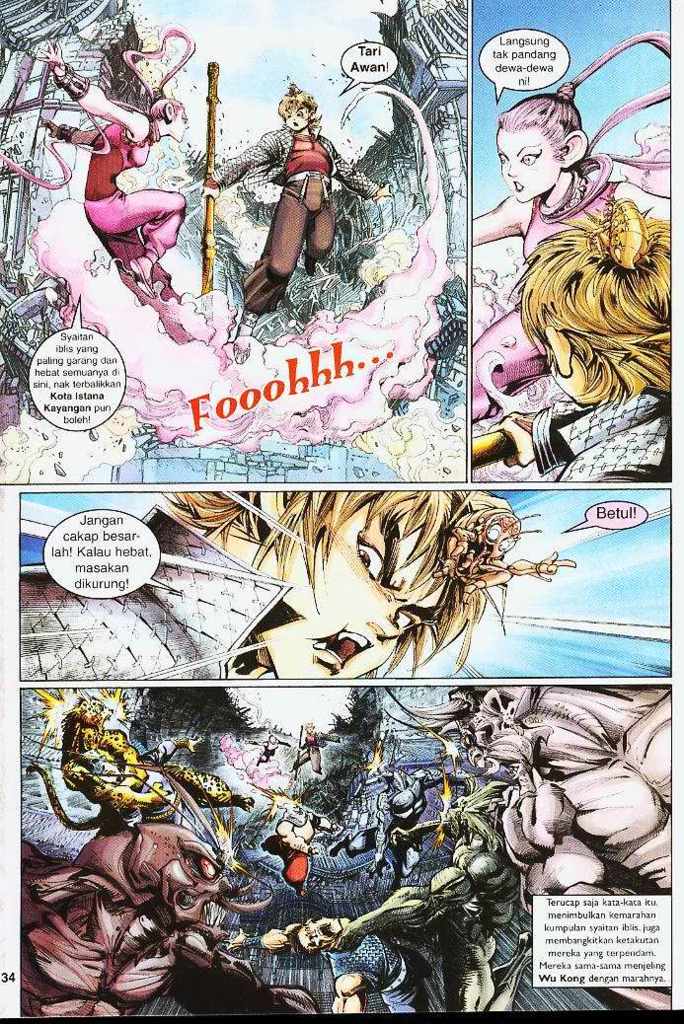 Tari
Awan!
Syaitan
iblis yang
paling garang dan
hebat semuanya di
sini, nak terbalikkan
Kota Istana
Kayangan pun
boleh!
Fooohhh...
Langsung
tak pandang
dewa-dewa
ni!
Jangan
cakap besar-
lah! Kalau hebat,
masakan
dikurung!
Betul!
Terucap saja kata-kata itu,
menimbulkan kemarahan
kumpulan syaitan iblis, juga
membangkitkan ketakutan
mereka yang terpendam.
Mereka sama-sama menjeling
Wu Kong dengan marahnya.
34